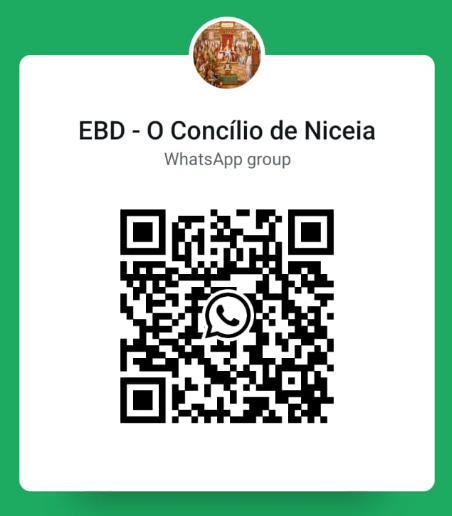 EBD - O Concílio de Niceia
WhatsApp group